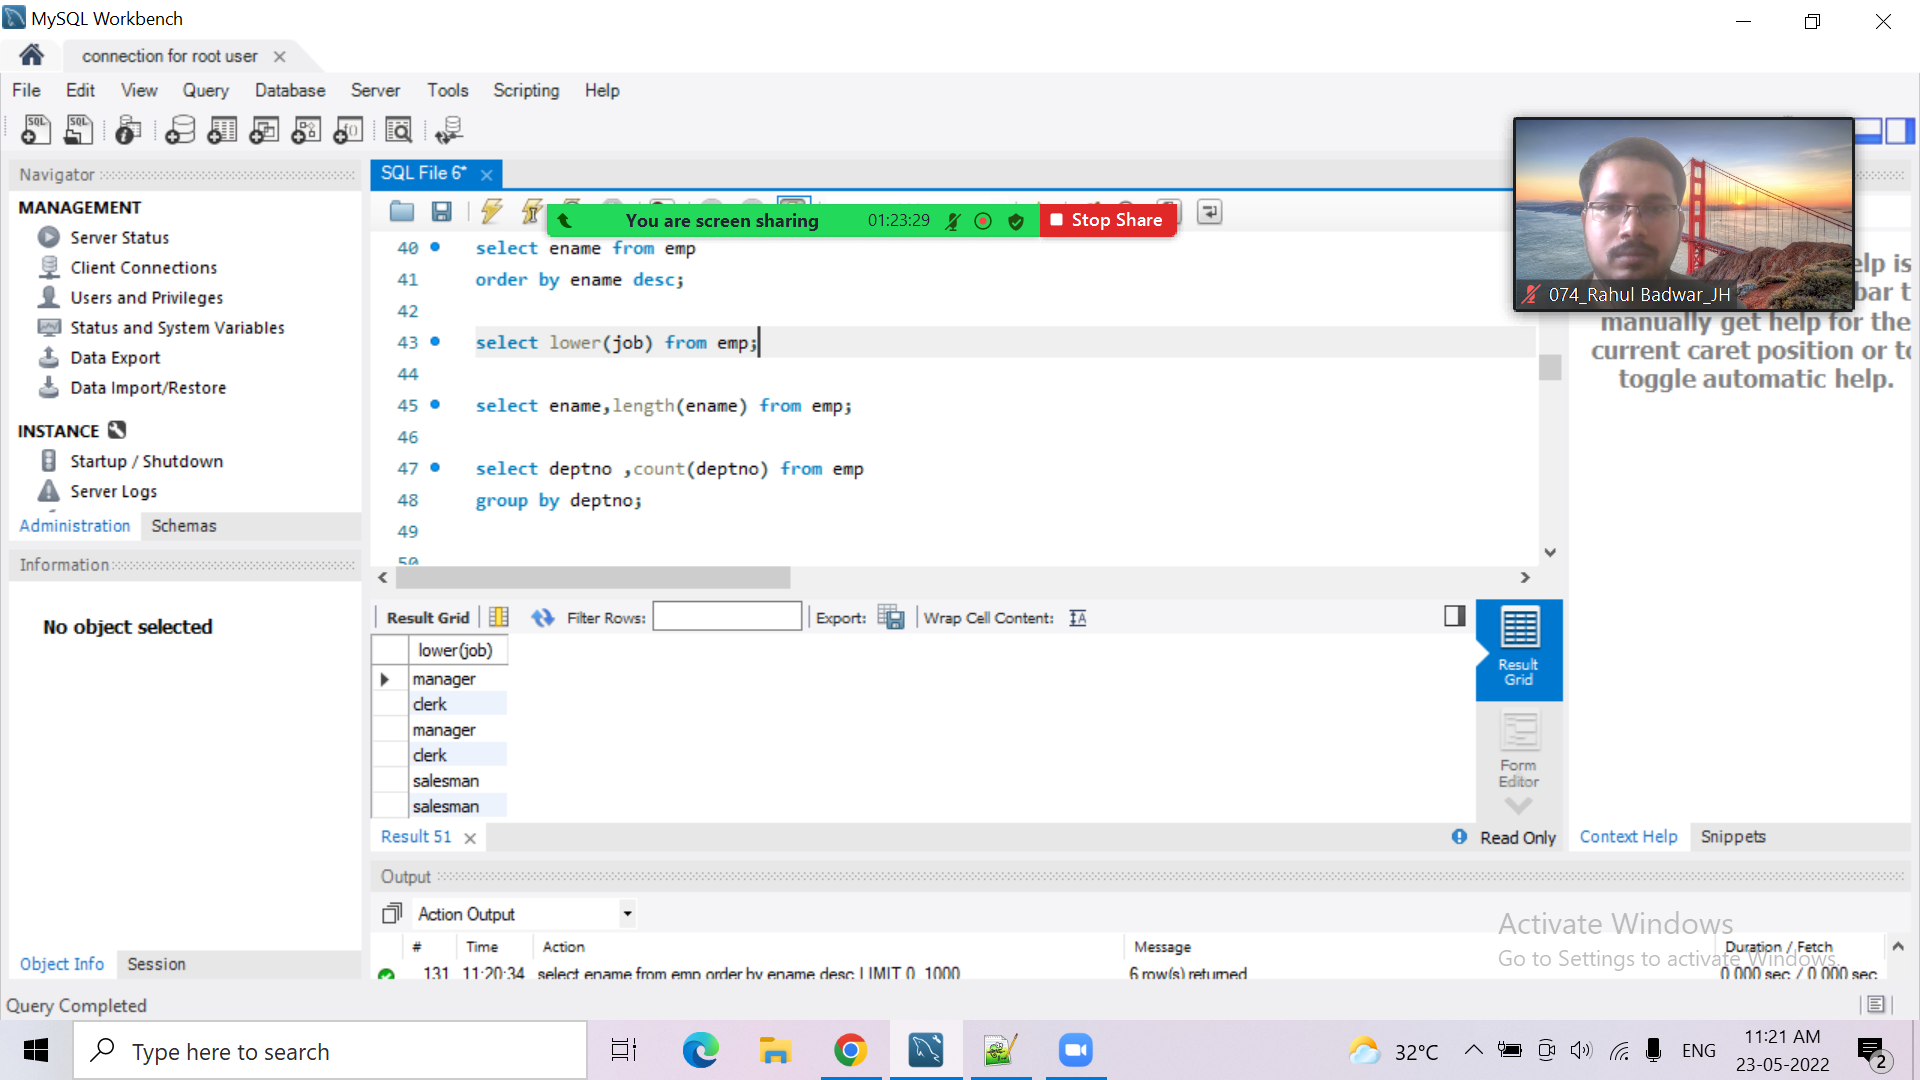 MySQL Workbench
connection for root user
File Edit View Query Database Server Tools Scripting Help
Navigator
MANAGEMENT
Server Status
Client Connections
Users and Privileges
Status and System Variables
Data Export
Data Import/Restore
INSTANCE
Startup / Shutdown
Server Logs
Administration Schemas
Information
No object selected
Object Info Session
SQL File 6*
You are screen sharing 01:23:29 Stop Share
40 select ename from emp
41 order by ename desc;
42
43 select lower(job) from emp;
44
45 select ename,length(ename) from emp;
46
47 select deptno ,count(deptno) from emp
48 group by deptno;
49
50
074_Rahul Badwar_JH
elp is
bar t
manually get help for the
current caret position or to
toggle automatic help.
Result Grid Filter Rows: Export: Wrap Cell Content:
lower(job)
manager
clerk
manager
clerk
salesman
salesman
Result
Grid
Form
Editor
Result 51
Read Only
Context Help Snippets
Output
Action Output
# Time Action Message Duration / Fetch
131 11:20:34 select ename from emp order by ename desc LIMIT 0, 1000 6 row(s) returned 0.000 sec / 0.000 sec
Activate Windows
Go to Settings to activate Windows.
Query Completed
Type here to search
32°C
ENG
11:21 AM
23-05-2022
2